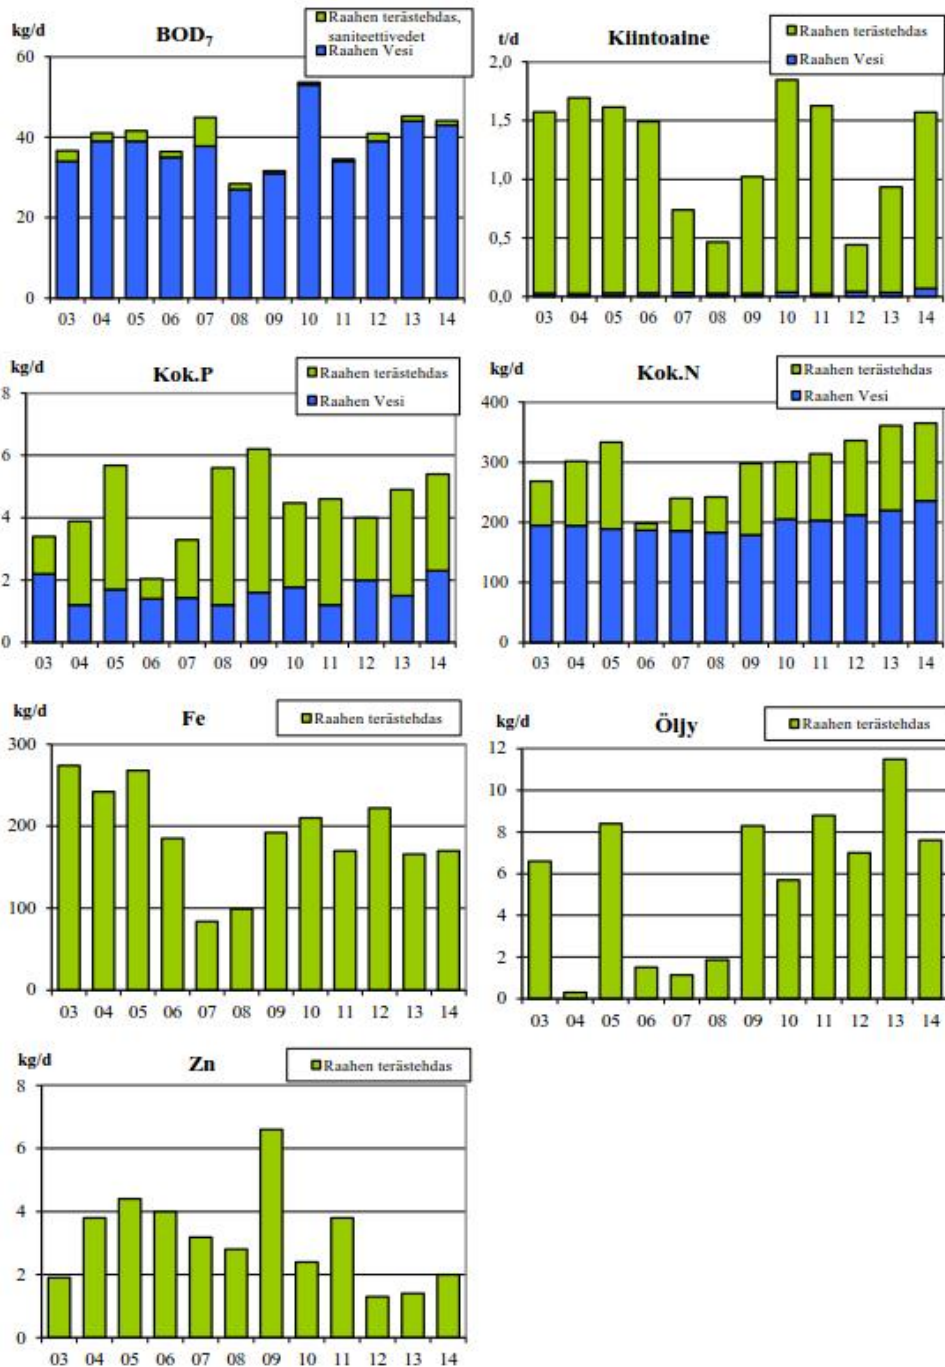 kg/d
BOD₇
Raahen terästehdas,
saniteettivedet
Raahen Vesi
60
40
20
0
03 04 05 06 07 08 09 10 11 12 13 14
t/d
Kiintoaine
Raahen terästehdas
Raahen Vesi
2,0
1,5
1,0
0,5
0,0
03 04 05 06 07 08 09 10 11 12 13 14
kg/d
Kok.P
Raahen terästehdas
Raahen Vesi
8
6
4
2
0
03 04 05 06 07 08 09 10 11 12 13 14
kg/d
Kok.N
Raahen terästehdas
Raahen Vesi
400
300
200
100
0
03 04 05 06 07 08 09 10 11 12 13 14
kg/d
Fe
Raahen terästehdas
300
200
100
0
03 04 05 06 07 08 09 10 11 12 13 14
kg/d
Öljy
Raahen terästehdas
12
10
8
6
4
2
0
03 04 05 06 07 08 09 10 11 12 13 14
kg/d
Zn
Raahen terästehdas
8
6
4
2
0
03 04 05 06 07 08 09 10 11 12 13 14